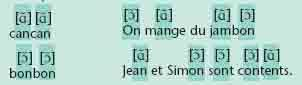 [ɑ̃] [ɑ̃]
cancan
[ɔ̃] [ɔ̃]
bonbon
[ɔ̃] [ɑ̃] [ɑ̃] [ɔ̃]
On mange du jambon
[ɑ̃] [ɔ̃] [ɔ̃] [ɔ̃] [ɑ̃]
Jean et Simon sont contents.